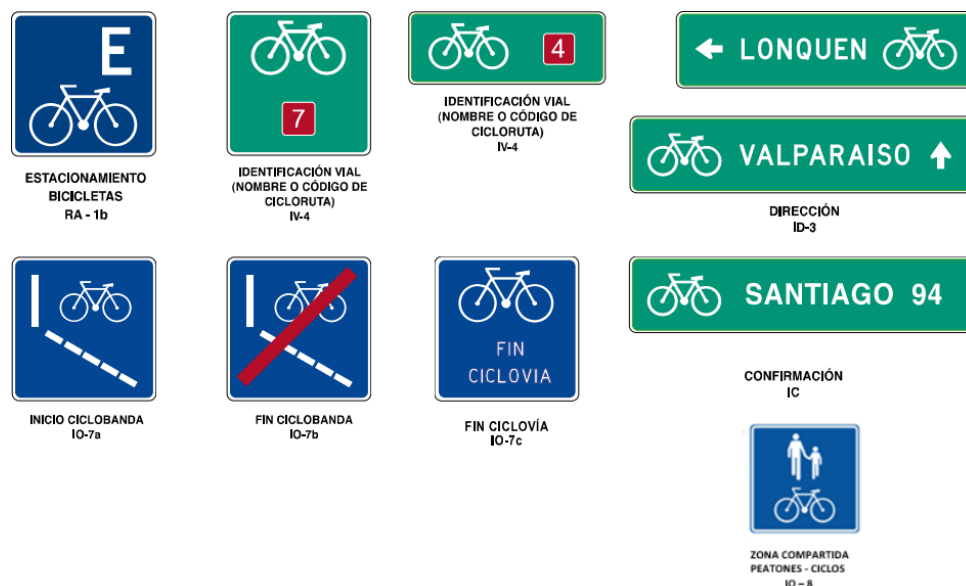 E
ESTACIONAMIENTO
BICICLETAS
RA - 1b
7
IDENTIFICACIÓN VIAL
(NOMBRE O CÓDIGO DE
CICLORUTA)
IV-4
4
IDENTIFICACIÓN VIAL
(NOMBRE O CÓDIGO DE
CICLORUTA)
IV-4
LONQUEN
VALPARAISO
DIRECCIÓN
ID-3
INICIO CICLOBANDA
IO-7a
FIN CICLOBANDA
IO-7b
FIN
CICLOVIA
FIN CICLOVÍA
IO-7c
SANTIAGO 94
CONFIRMACIÓN
IC
ZONA COMPARTIDA
PEATONES - CICLOS
IO – 8